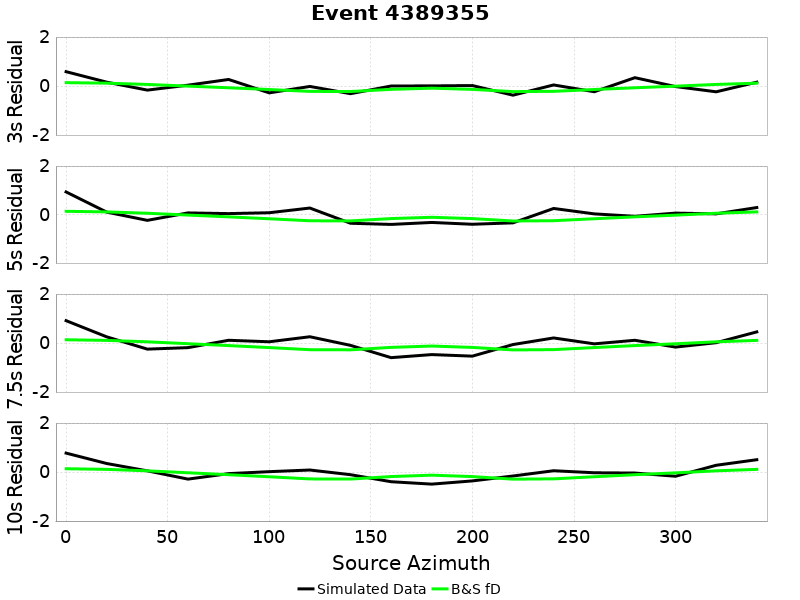 Event 4389355
3s Residual
2
0
-2
5s Residual
2
0
-2
7.5s Residual
2
0
-2
10s Residual
2
0
-2
0 50 100 150 200 250 300
Source Azimuth
Simulated Data B&S fD